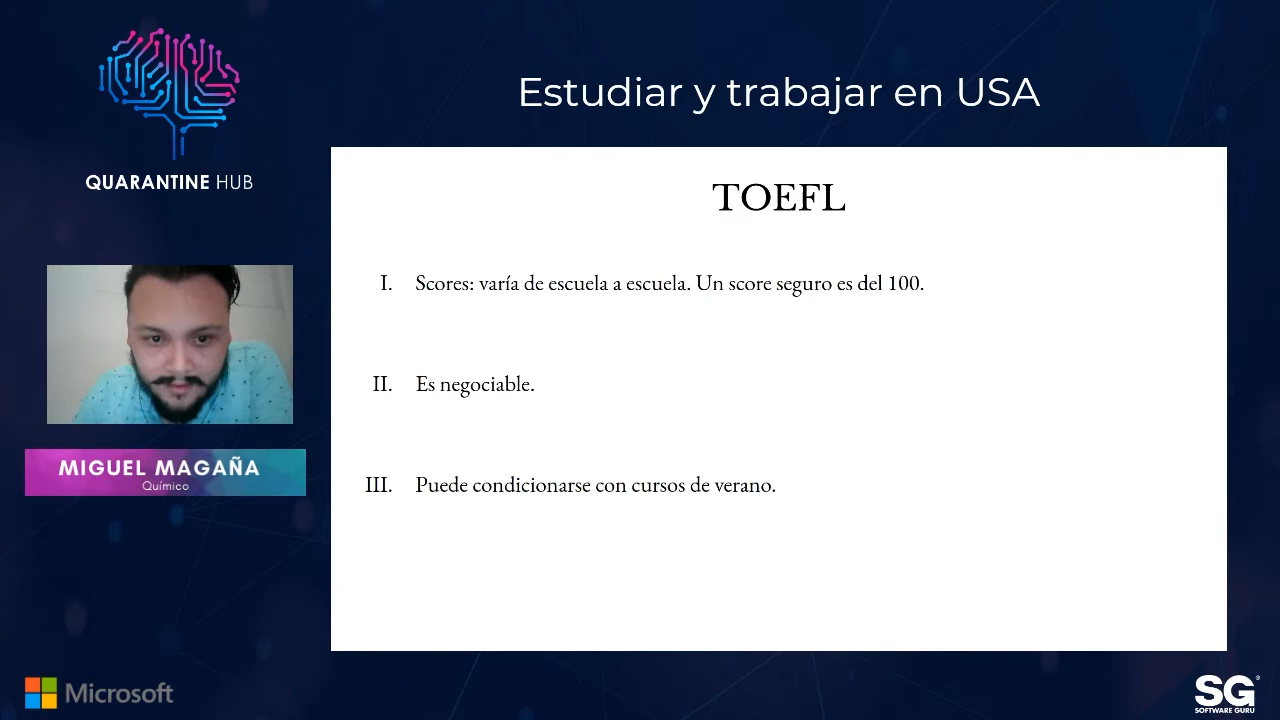 QUARANTINE HUB
Estudiar y trabajar en USA
TOEFL
I. Scores: varía de escuela a escuela. Un score seguro es del 100.
II. Es negociable.
III. Puede condicionarse con cursos de verano.
MIGUEL MAGAÑA
Químico
Microsoft
SG®
SOFTWARE GURU